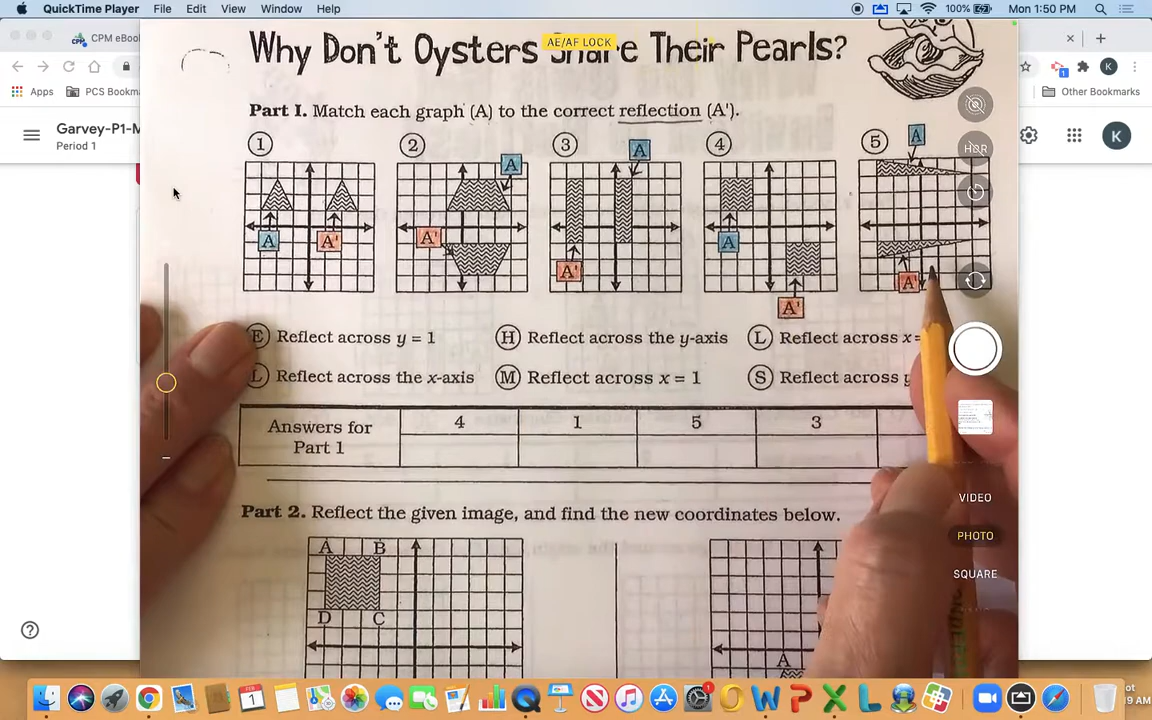 QuickTime Player File Edit View Window Help 100% Mon 1:50 PM
CPM eBoo
Apps PCS Bookma Other Bookmarks
Garvey-P1-M
Period 1
K
K
AE/AF LOCK
Why Don't Oysters Share Their Pearls?
Part I. Match each graph (A) to the correct reflection (A').
1 2 3 4 5
A A' A A' A A' A A' A A'
HDR
E Reflect across y = 1 H Reflect across the y-axis L Reflect across x=
L Reflect across the x-axis M Reflect across x = 1 S Reflect across y
Answers for Part 1 4 1 5 3
Part 2. Reflect the given image, and find the new coordinates below.
A B
D C
A
VIDEO
PHOTO
SQUARE